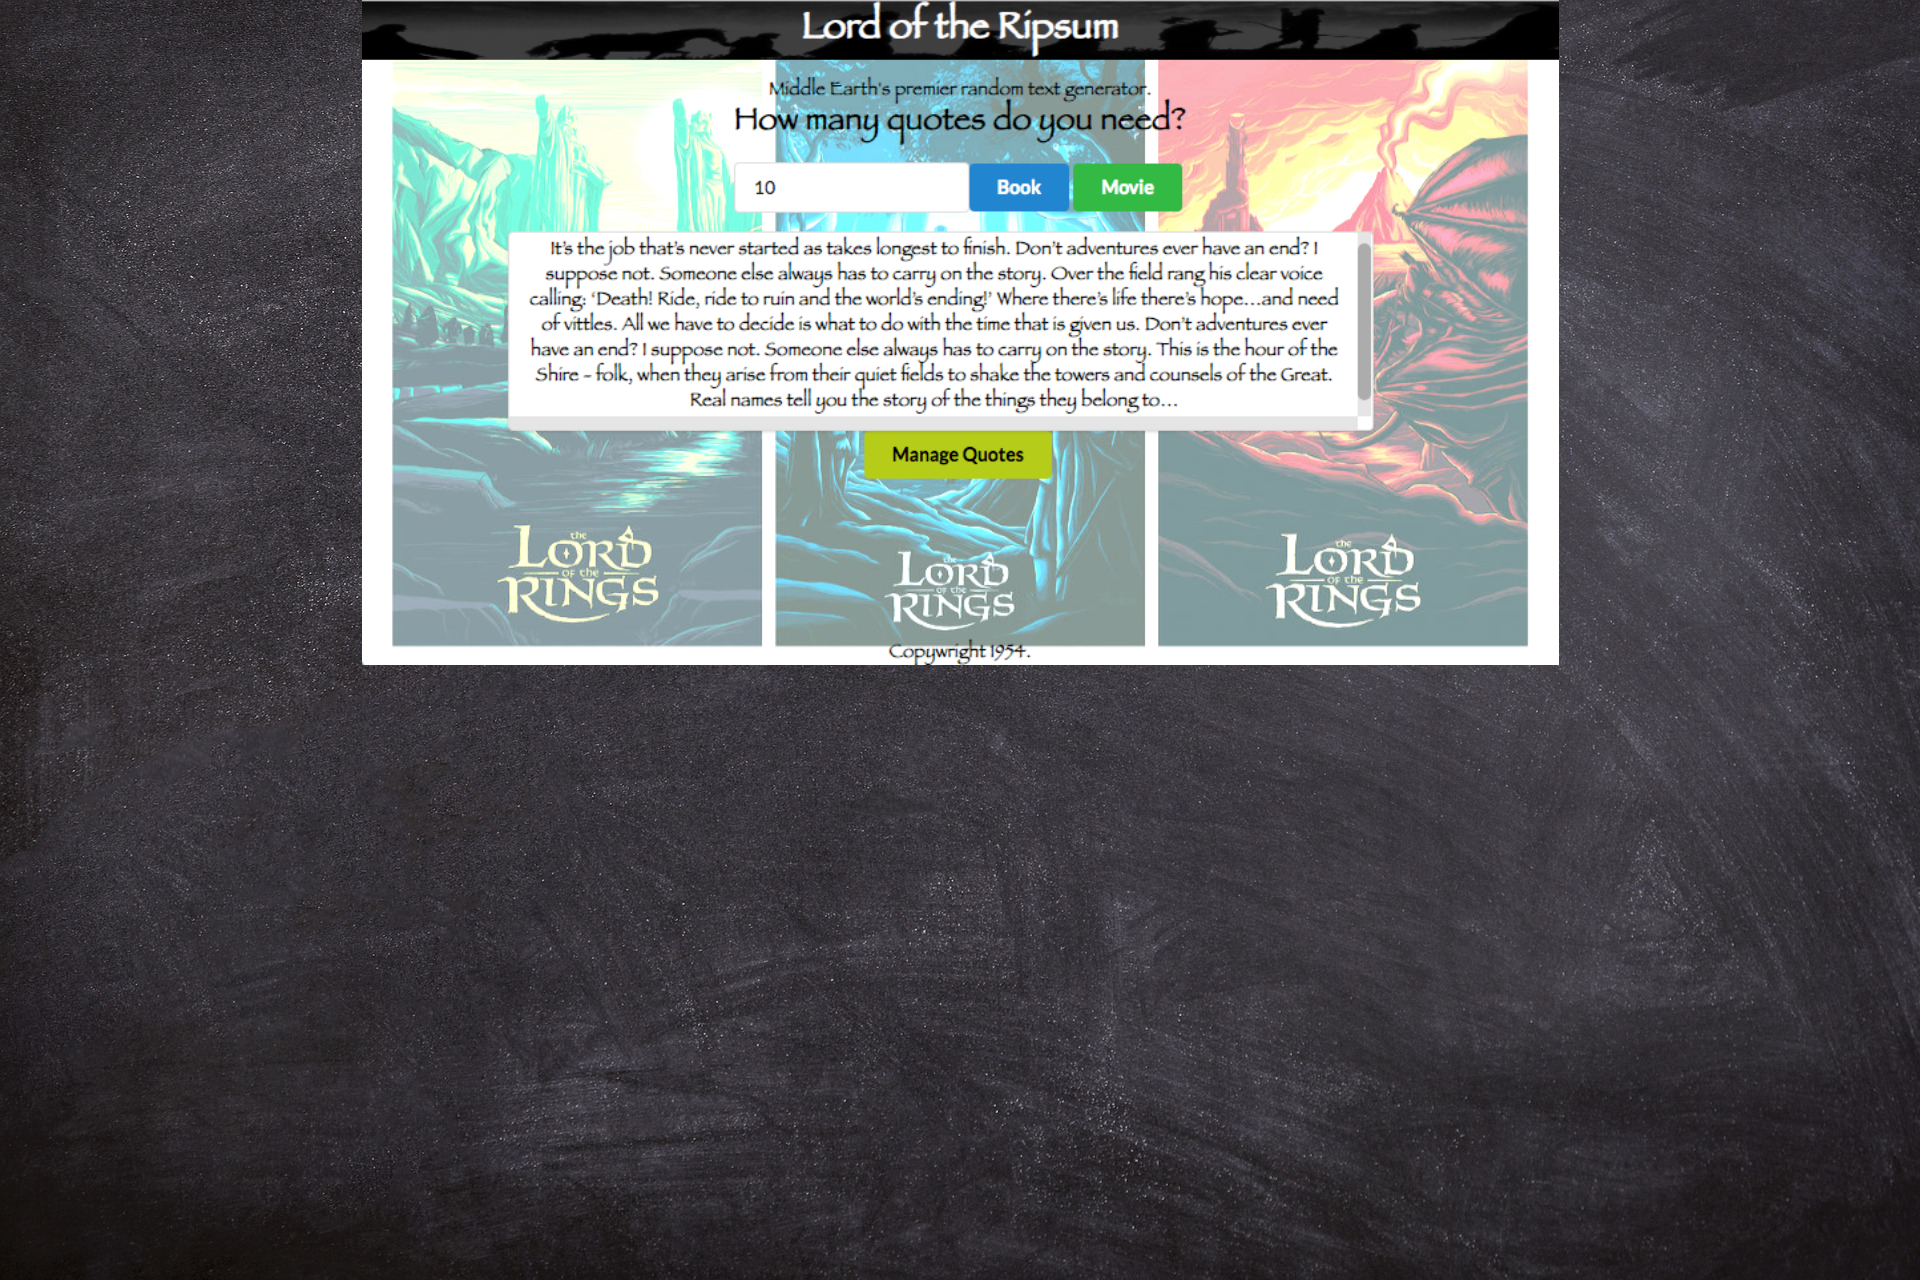 Lord of the Ripsum
Middle Earth's premier random text generator.
How many quotes do you need?
10
Book
Movie
It's the job that's never started as takes longest to finish. Don't adventures ever have an end? I
suppose not. Someone else always has to carry on the story. Over the field rang his clear voice
calling: ‘Death! Ride, ride to ruin and the world's ending!’ Where there's life there's hope…and need
of vittles. All we have to decide is what to do with the time that is given us. Don't adventures ever
have an end? I suppose not. Someone else always has to carry on the story. This is the hour of the
Shire - folk, when they arise from their quiet fields to shake the towers and counsels of the Great.
Real names tell you the story of the things they belong to…
Manage Quotes
the
LORD
OF the
RINGS
the
LORD
OF the
RINGS
the
LORD
OF the
RINGS
Copywright 1954.